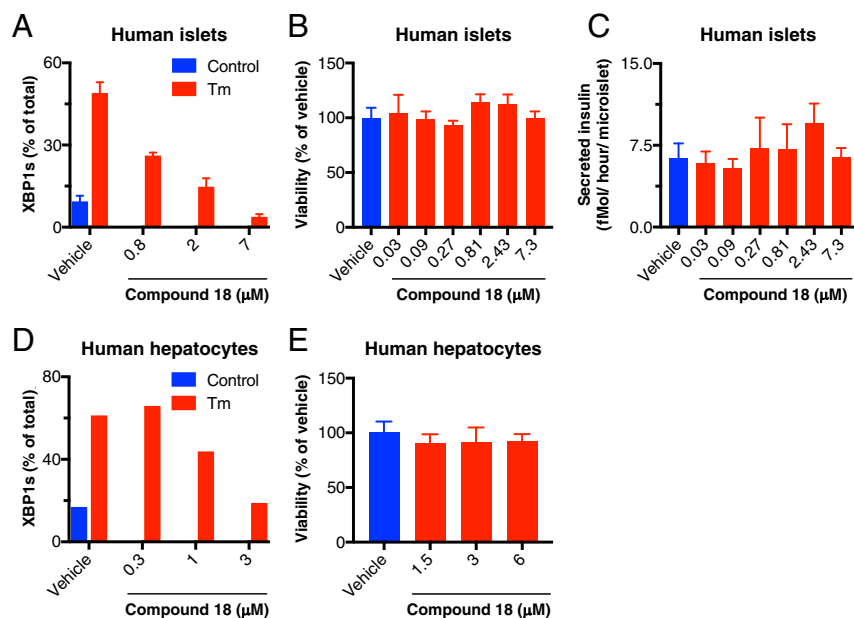 A
Human islets
Control
Tm
XBP1s (% of total)
60
30
0
Vehicle
0.8
2
7
Compound 18 (μM)
B
Human islets
Viability (% of vehicle)
150
100
50
0
Vehicle
0.03
0.09
0.27
0.81
2.43
7.3
Compound 18 (μM)
C
Human islets
Secreted insulin
(fMol/ hour/ microislet)
15.0
7.5
0.0
Vehicle
0.03
0.09
0.27
0.81
2.43
7.3
Compound 18 (μM)
D
Human hepatocytes
Control
Tm
XBP1s (% of total)
80
40
0
Vehicle
0.3
1
3
Compound 18 (μM)
E
Human hepatocytes
Viability (% of vehicle)
150
100
50
0
Vehicle
1.5
3
6
Compound 18 (μM)